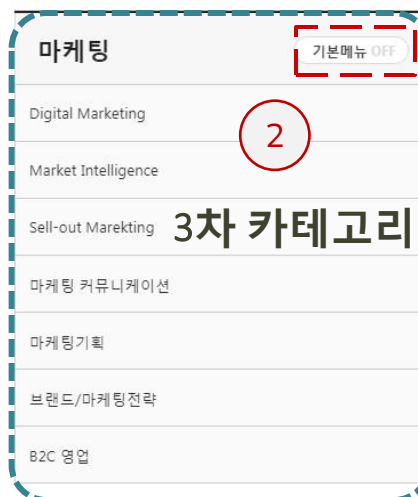 마케팅
기본메뉴 OFF
Digital Marketing
2
Market Intelligence
Sell-out Marekting
3차 카테고리
마케팅 커뮤니케이션
마케팅기획
브랜드/마케팅전략
B2C 영업